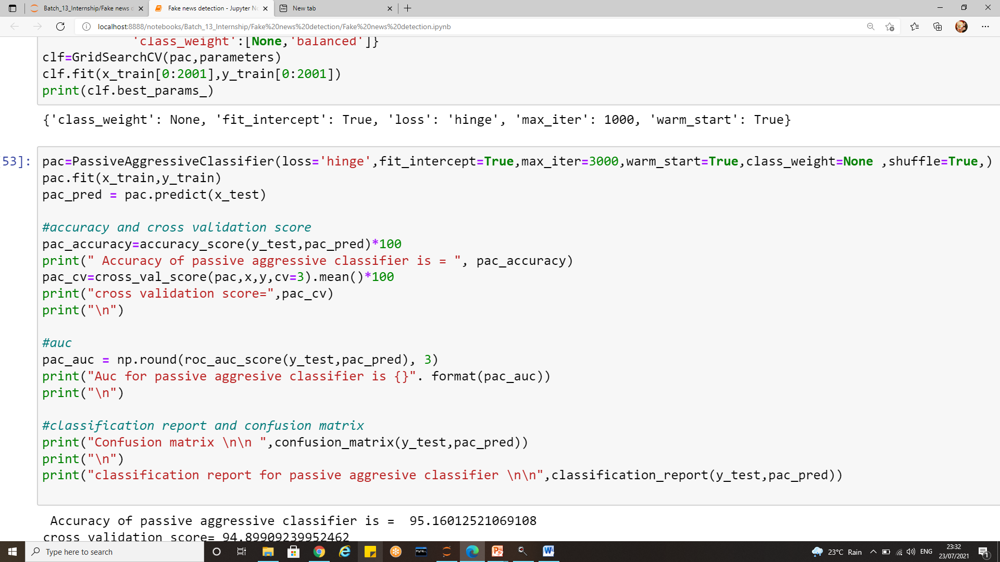 Batch_13_Internship/Fake news d
Fake news detection - Jupyter No
New tab
localhost:8888/notebooks/Batch_13_Internship/Fake%20news%20detection/Fake%20news%20detection.ipynb
'class_weight':[None,'balanced']}
clf=GridSearchCV(pac,parameters)
clf.fit(x_train[0:2001],y_train[0:2001])
print(clf.best_params_)
{'class_weight': None, 'fit_intercept': True, 'loss': 'hinge', 'max_iter': 1000, 'warm_start': True}
53]:
pac=PassiveAggressiveClassifier(loss='hinge',fit_intercept=True,max_iter=3000,warm_start=True,class_weight=None ,shuffle=True,)
pac.fit(x_train,y_train)
pac_pred = pac.predict(x_test)
#accuracy and cross validation score
pac_accuracy=accuracy_score(y_test,pac_pred)*100
print(" Accuracy of passive aggressive classifier is = ", pac_accuracy)
pac_cv=cross_val_score(pac,x,y,cv=3).mean()*100
print("cross validation score=",pac_cv)
print("\n")
#auc
pac_auc = np.round(roc_auc_score(y_test,pac_pred), 3)
print("Auc for passive aggresive classifier is {}". format(pac_auc))
print("\n")
#classification report and confusion matrix
print("Confusion matrix \n\n ",confusion_matrix(y_test,pac_pred))
print("\n")
print("classification report for passive aggresive classifier \n\n",classification_report(y_test,pac_pred))
Accuracy of passive aggressive classifier is =  95.16012521069108
cross validation score= 94.89909239952462
Type here to search
MySQL
23°C Rain
ENG
23:32
23/07/2021
1